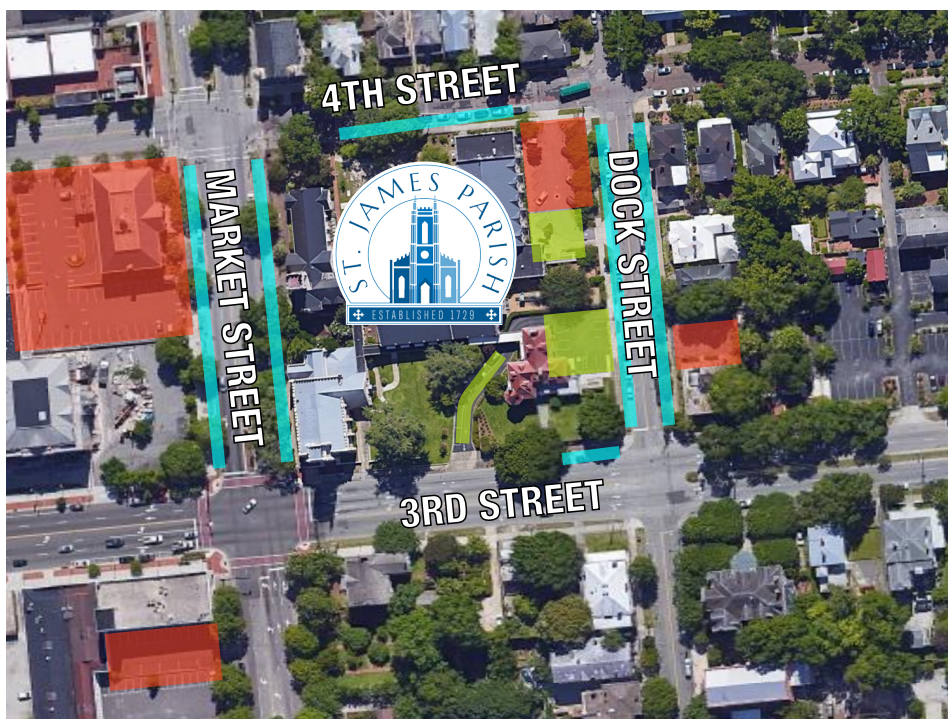 4TH STREET
MARKET STREET
ST. JAMES PARISH
ESTABLISHED 1729
DOCK STREET
3RD STREET